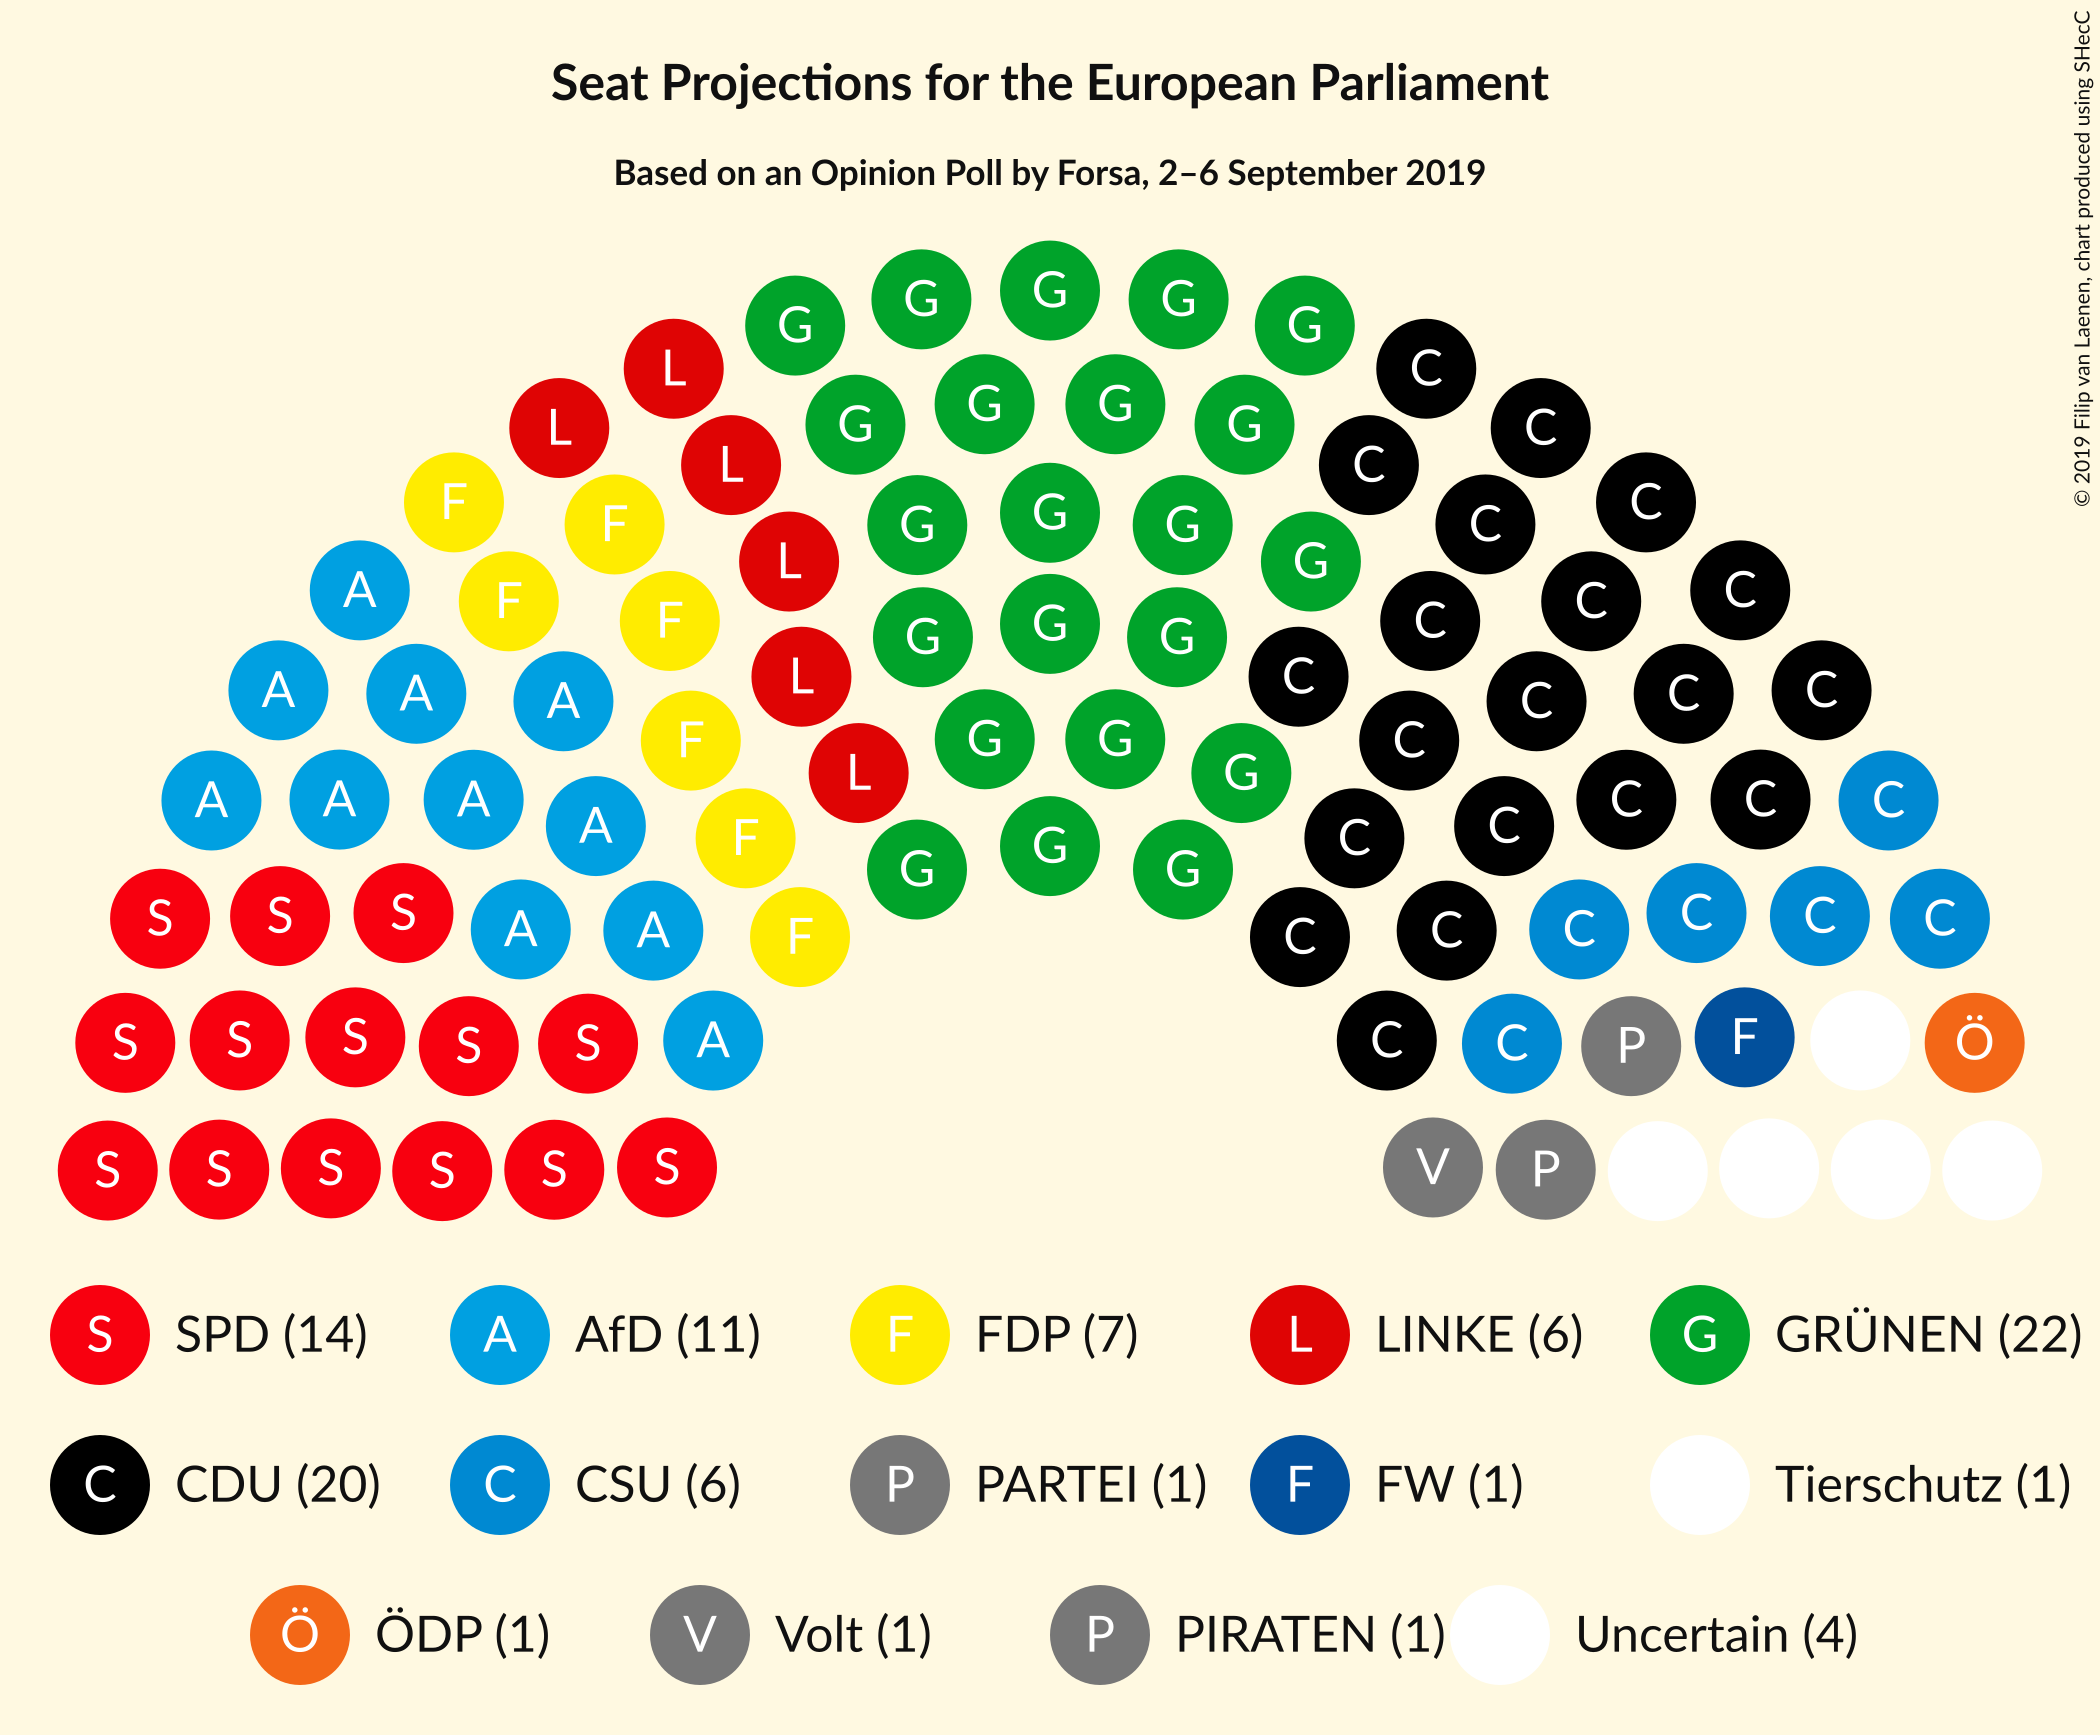 Seat Projections for the European Parliament
Based on an Opinion Poll by Forsa, 2–6 September 2019
© 2019 Filip van Laenen, chart produced using SHecC
G G G
G G
L C
G G
L G G C
L C
F G C
F G G C
L G
A F C C
F G C
G G
A L C C
A A C C
F G G C
L G
A A A C C C
A F C C
G
G G
S S S C C C
A A F C C C
S S S S S A C C P F Ö
S S S S S S V P
S SPD (14) A AfD (11) F FDP (7) L LINKE (6) G GRÜNEN (22)
C CDU (20) C CSU (6) P PARTEI (1) F FW (1) Tierschutz (1)
Ö ÖDP (1) V Volt (1) P PIRATEN (1) Uncertain (4)